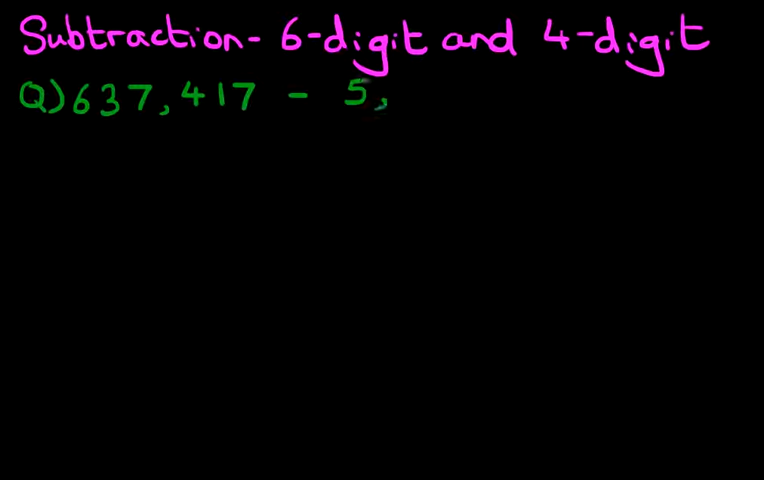 Subtraction- 6-digit and 4-digit
Q) 637,417 - 5,